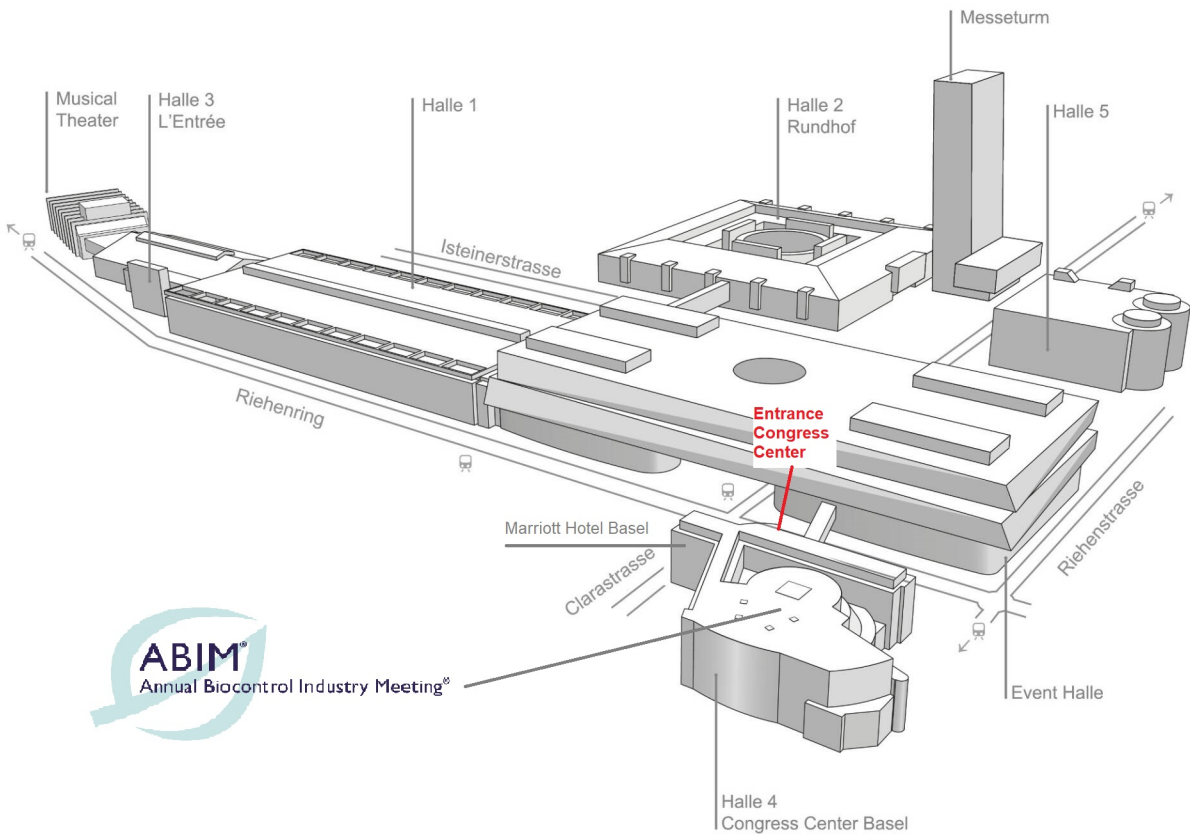 Messeturm
Musical
Theater
Halle 3
L'Entrée
Halle 1
Halle 2
Rundhof
Halle 5
Isteinerstrasse
Riehenring
Entrance
Congress
Center
Marriott Hotel Basel
Clarastrasse
Riehenstrasse
ABIM®
Annual Biocontrol Industry Meeting®
Event Halle
Halle 4
Congress Center Basel